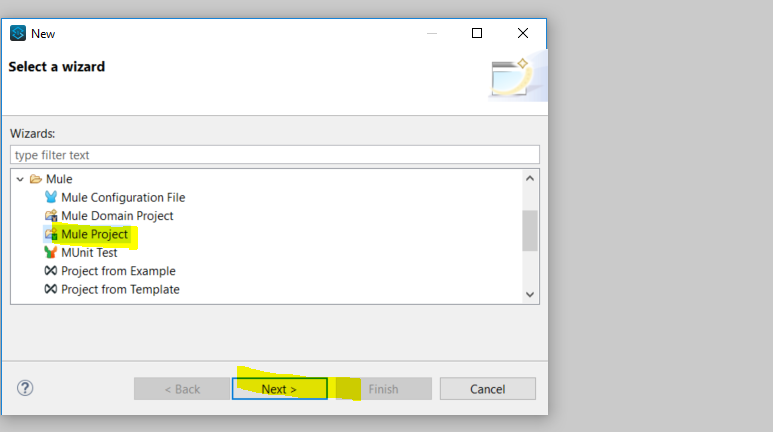 New
Select a wizard
Wizards:
type filter text
Mule
Mule Configuration File
Mule Domain Project
Mule Project
MUnit Test
Project from Example
Project from Template
? < Back Next > Finish Cancel